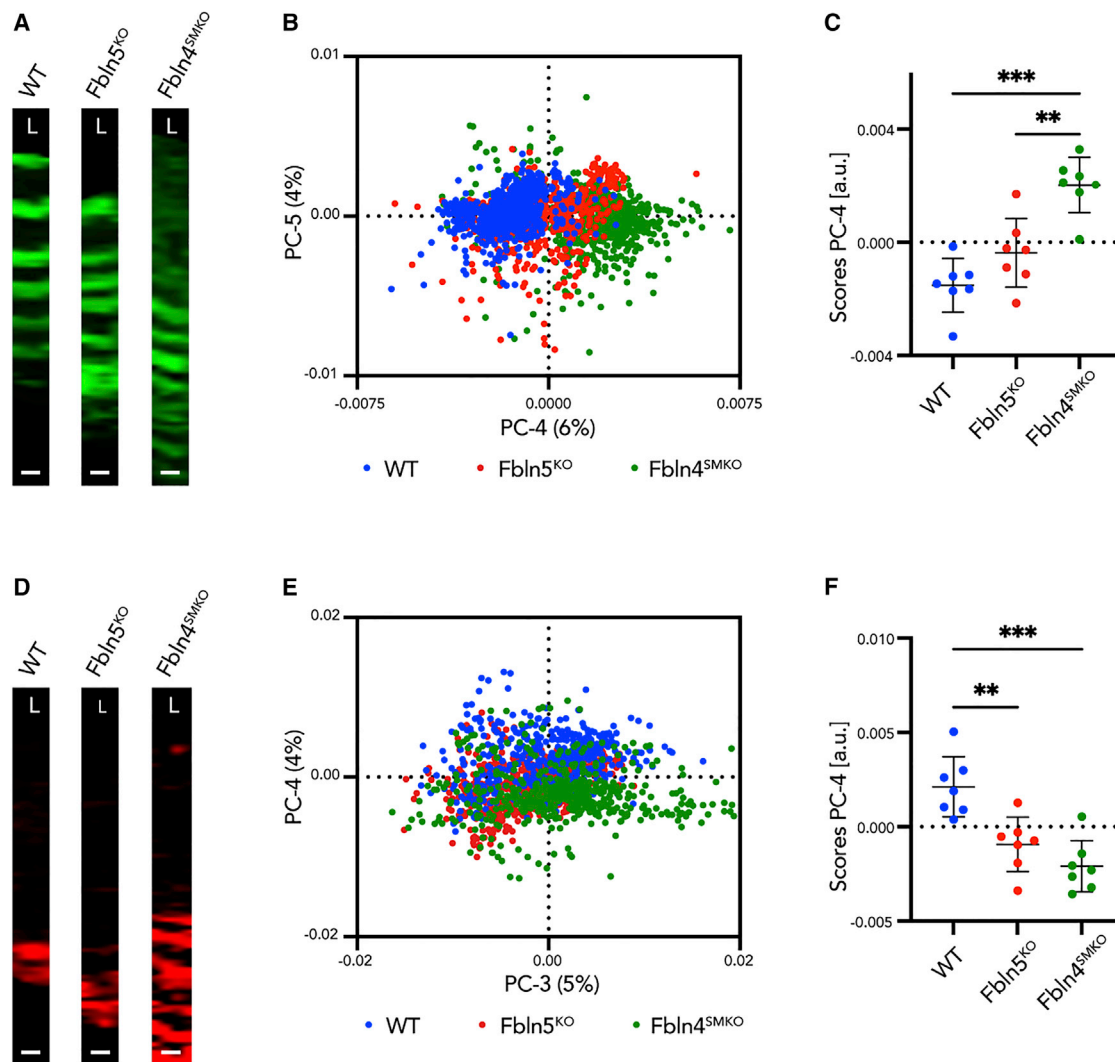 A
WT
Fbln5KO
Fbln4SMKO
L
L
L
B
0.01
0.00
-0.01
PC-5 (4%)
-0.0075
0.0000
0.0075
PC-4 (6%)
WT
Fbln5KO
Fbln4SMKO
C
***
**
0.004
0.000
-0.004
Scores PC-4 [a.u.]
WT
Fbln5KO
Fbln4SMKO
D
WT
Fbln5KO
Fbln4SMKO
L
L
L
E
0.02
0.00
-0.02
PC-4 (4%)
-0.02
0.00
0.02
PC-3 (5%)
WT
Fbln5KO
Fbln4SMKO
F
***
**
0.010
0.005
0.000
-0.005
Scores PC-4 [a.u.]
WT
Fbln5KO
Fbln4SMKO